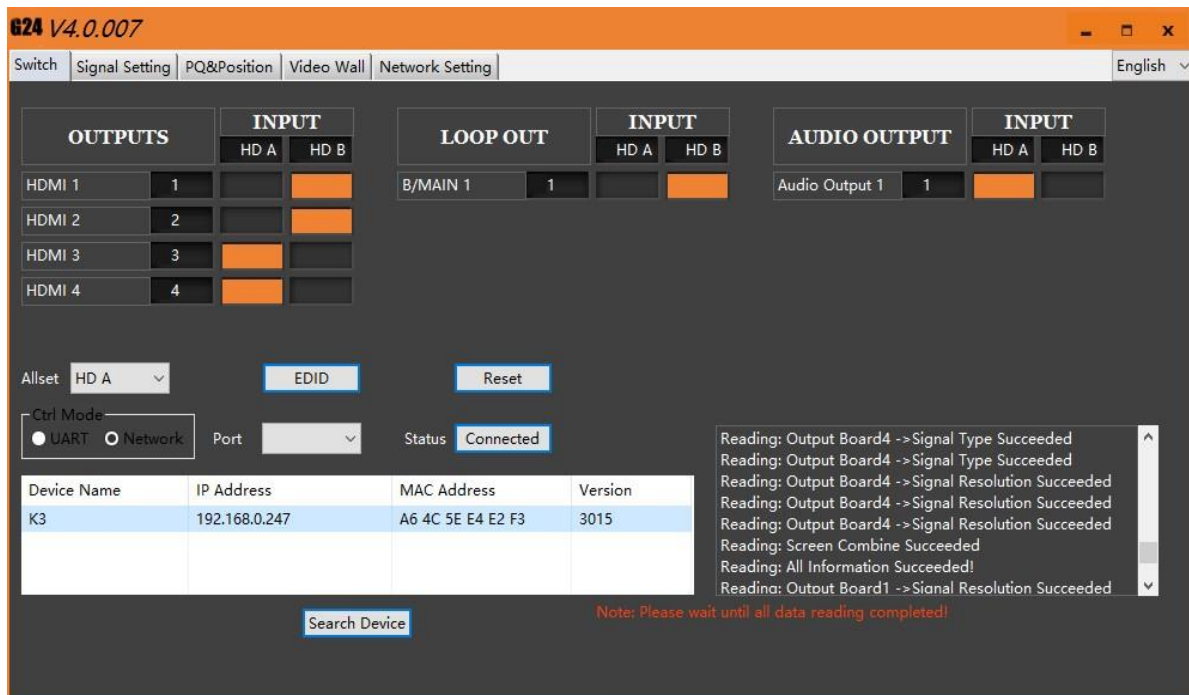 G24 V4.0.007
Switch Signal Setting PQ&Position Video Wall Network Setting English
OUTPUTS INPUT LOOP OUT INPUT AUDIO OUTPUT INPUT
HD A HD B HD A HD B HD A HD B
HDMI 1 1 B/MAIN 1 1 Audio Output 1 1
HDMI 2 2
HDMI 3 3
HDMI 4 4
Allset HD A EDID Reset
Ctrl Mode
UART Network Port Status Connected
Reading: Output Board4 ->Signal Type Succeeded
Reading: Output Board4 ->Signal Type Succeeded
Reading: Output Board4 ->Signal Resolution Succeeded
Reading: Output Board4 ->Signal Resolution Succeeded
Reading: Output Board4 ->Signal Resolution Succeeded
Reading: Screen Combine Succeeded
Reading: All Information Succeeded!
Reading: Output Board1 ->Signal Resolution Succeeded
Device Name IP Address MAC Address Version
K3 192.168.0.247 A6 4C 5E E4 E2 F3 3015
Note: Please wait until all data reading completed!
Search Device